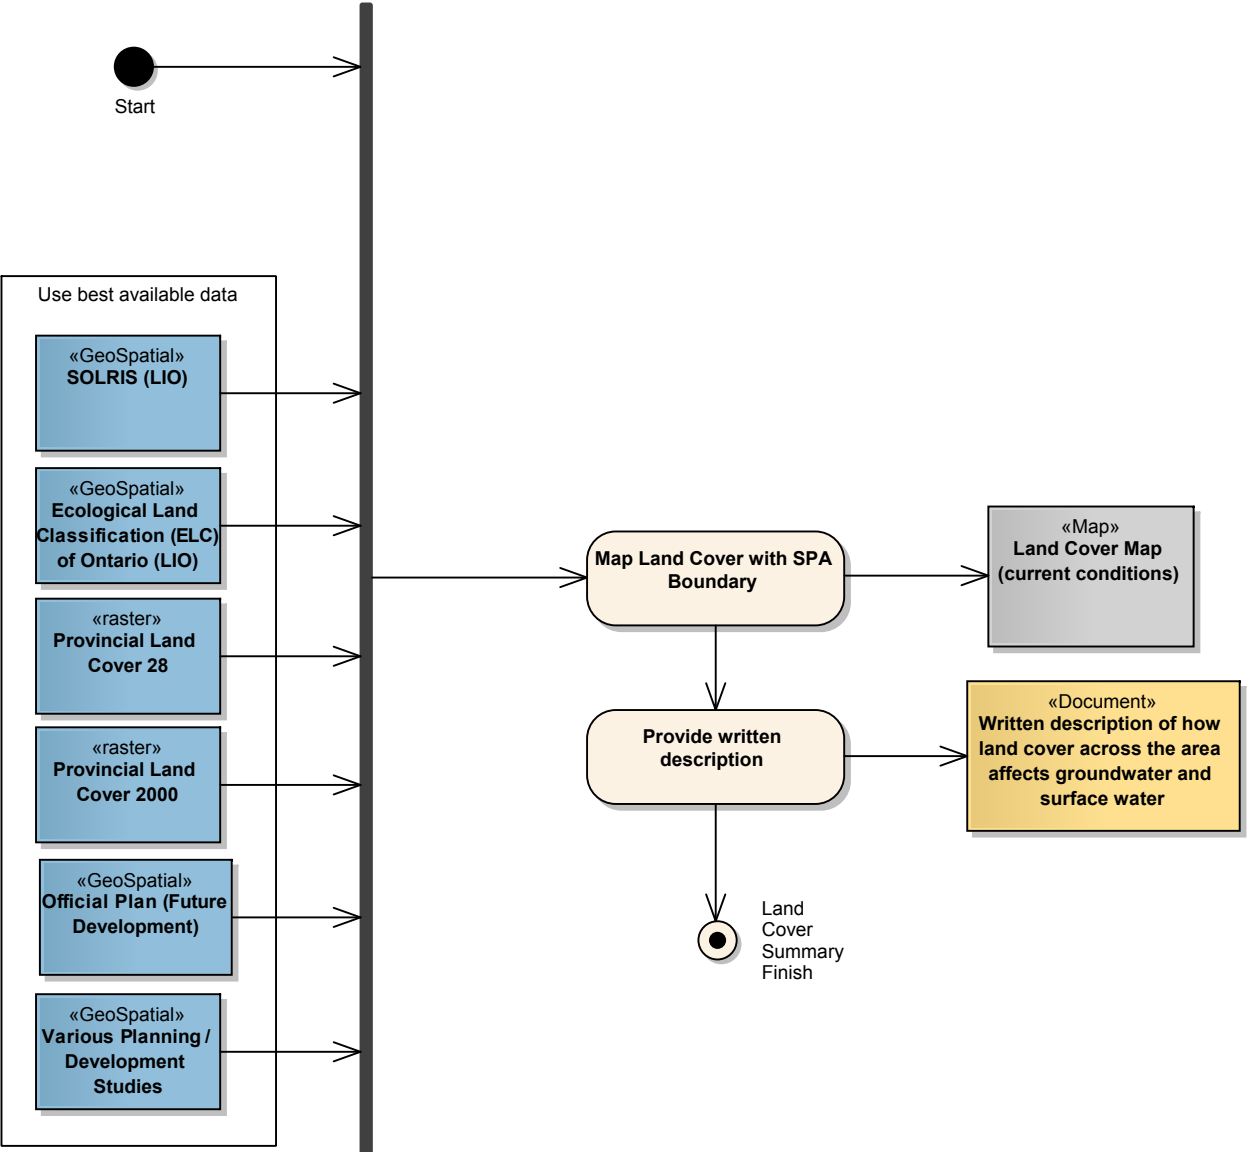 Start
Use best available data
«GeoSpatial»
SOLRIS (LIO)
«GeoSpatial»
Ecological Land
Classification (ELC)
of Ontario (LIO)
«raster»
Provincial Land
Cover 28
«raster»
Provincial Land
Cover 2000
«GeoSpatial»
Official Plan (Future
Development)
«GeoSpatial»
Various Planning /
Development
Studies
Map Land Cover with SPA
Boundary
«Map»
Land Cover Map
(current conditions)
Provide written
description
«Document»
Written description of how
land cover across the area
affects groundwater and
surface water
Land
Cover
Summary
Finish